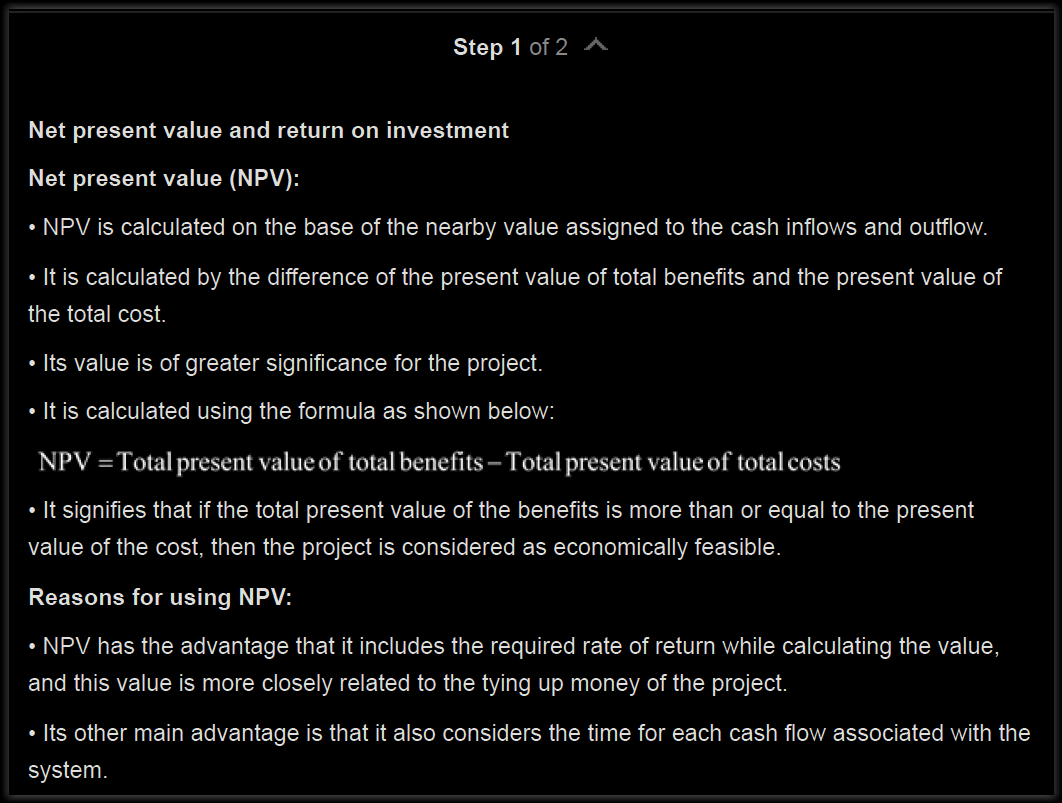 Step 1 of 2
Net present value and return on investment
Net present value (NPV):
• NPV is calculated on the base of the nearby value assigned to the cash inflows and outflow.
• It is calculated by the difference of the present value of total benefits and the present value of
the total cost.
• Its value is of greater significance for the project.
• It is calculated using the formula as shown below:
NPV = Total present value of total benefits – Total present value of total costs
• It signifies that if the total present value of the benefits is more than or equal to the present
value of the cost, then the project is considered as economically feasible.
Reasons for using NPV:
• NPV has the advantage that it includes the required rate of return while calculating the value,
and this value is more closely related to the tying up money of the project.
• Its other main advantage is that it also considers the time for each cash flow associated with the
system.